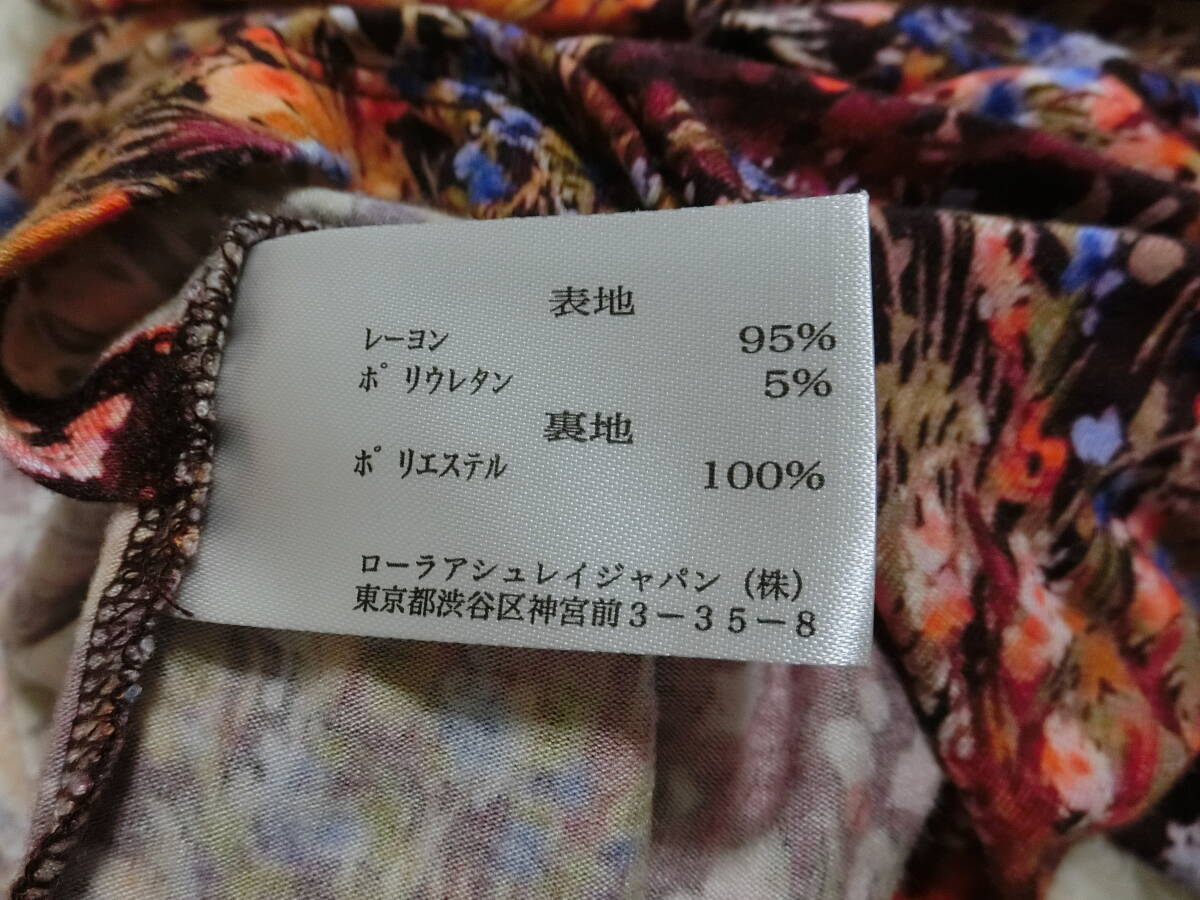 表地
レーヨン 95%
ポリウレタン 5%
裏地
ポリエステル 100%
ローラアシュレイジャパン (株)
東京都渋谷区神宮前3-35-8